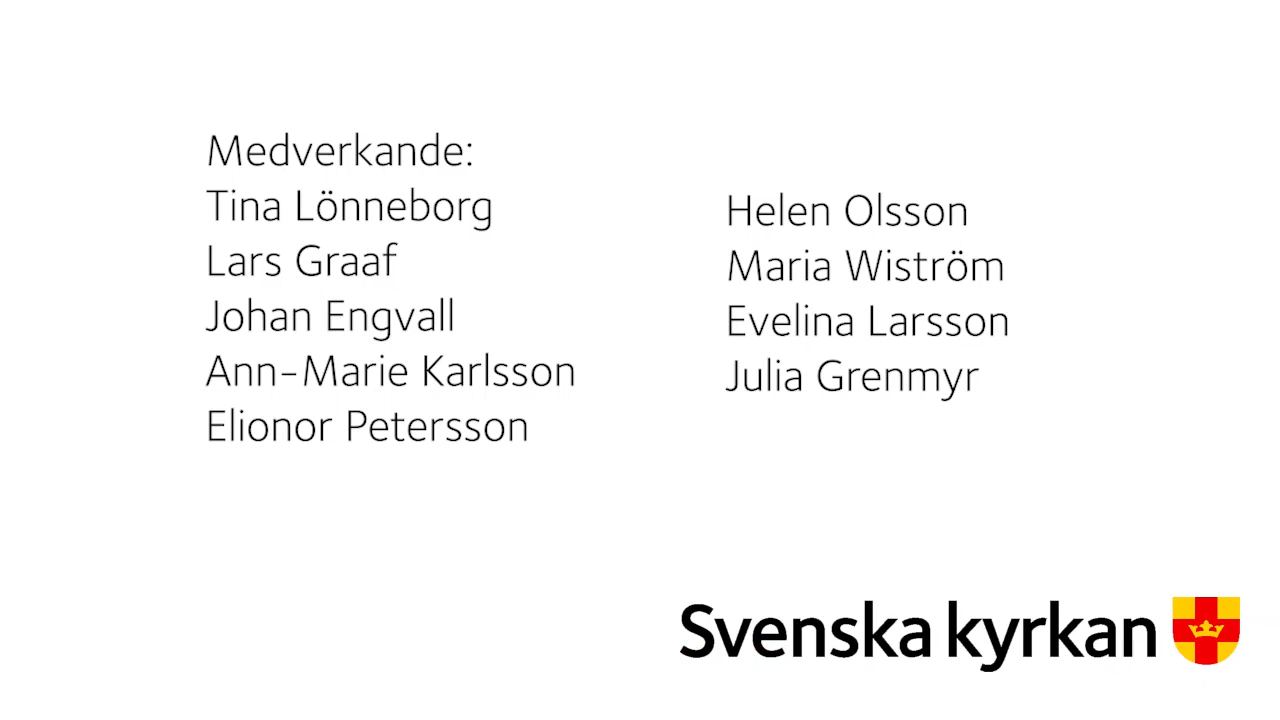 Medverkande:
Tina Lönneborg
Lars Graaf
Johan Engvall
Ann-Marie Karlsson
Elionor Petersson
Helen Olsson
Maria Wiström
Evelina Larsson
Julia Grenmyr
Svenska kyrkan